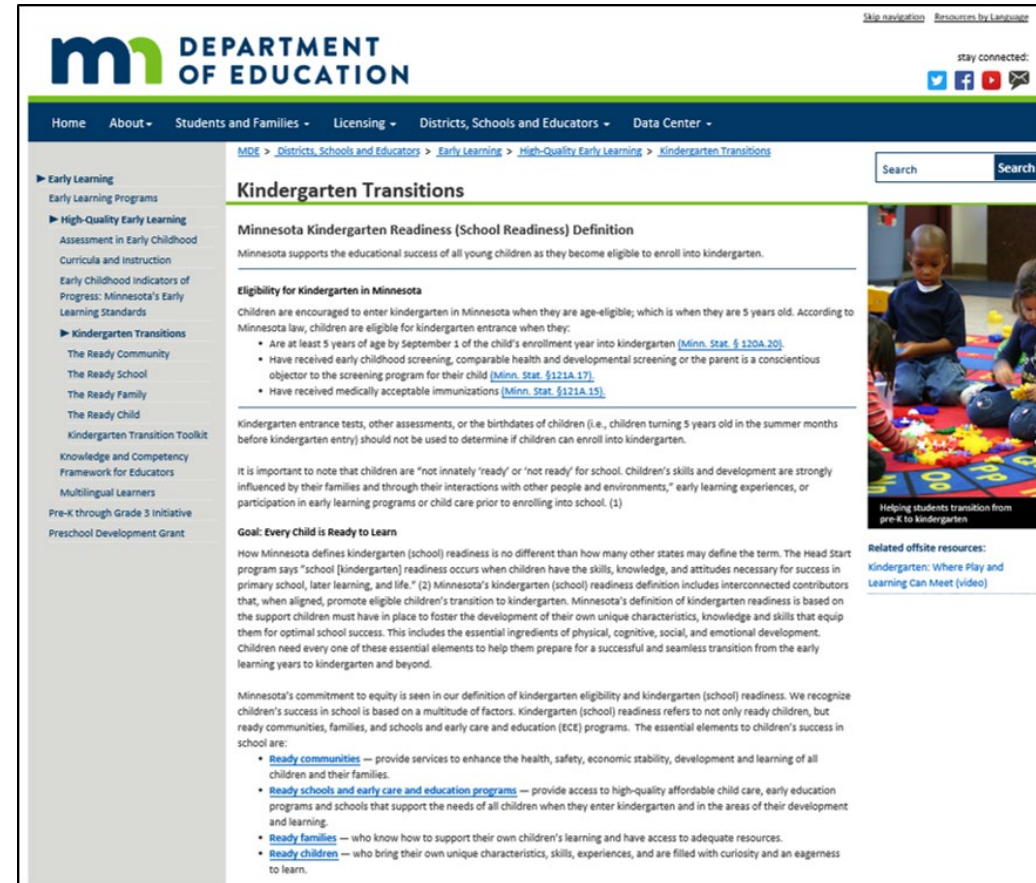 Skip navigation Resources by Language
mn DEPARTMENT
OF EDUCATION
stay connected:
Home About Students and Families Licensing Districts, Schools and Educators Data Center
MDE > Districts, Schools and Educators > Early Learning > High-Quality Early Learning > Kindergarten Transitions
Search Search
Early Learning
Early Learning Programs
High-Quality Early Learning
Assessment in Early Childhood
Curricula and Instruction
Early Childhood Indicators of
Progress: Minnesota's Early
Learning Standards
Kindergarten Transitions
The Ready Community
The Ready School
The Ready Family
The Ready Child
Kindergarten Transition Toolkit
Knowledge and Competency
Framework for Educators
Multilingual Learners
Pre-K through Grade 3 Initiative
Preschool Development Grant
Kindergarten Transitions
Minnesota Kindergarten Readiness (School Readiness) Definition
Minnesota supports the educational success of all young children as they become eligible to enroll into kindergarten.
Eligibility for Kindergarten in Minnesota
Children are encouraged to enter kindergarten in Minnesota when they are age-eligible; which is when they are 5 years old. According to
Minnesota law, children are eligible for kindergarten entrance when they:
• Are at least 5 years of age by September 1 of the child's enrollment year into kindergarten (Minn. Stat. § 120A.20).
• Have received early childhood screening, comparable health and developmental screening or the parent is a conscientious
objector to the screening program for their child (Minn. Stat. §121A.17).
• Have received medically acceptable immunizations (Minn. Stat. §121A.15).
Kindergarten entrance tests, other assessments, or the birthdates of children (i.e., children turning 5 years old in the summer months
before kindergarten entry) should not be used to determine if children can enroll into kindergarten.
It is important to note that children are "not innately 'ready' or 'not ready' for school. Children's skills and development are strongly
influenced by their families and through their interactions with other people and environments," early learning experiences, or
participation in early learning programs or child care prior to enrolling into school. (1)
Goal: Every Child is Ready to Learn
How Minnesota defines kindergarten (school) readiness is no different than how many other states may define the term. The Head Start
program says "school [kindergarten] readiness occurs when children have the skills, knowledge, and attitudes necessary for success in
primary school, later learning, and life." (2) Minnesota's kindergarten (school) readiness definition includes interconnected contributors
that, when aligned, promote eligible children's transition to kindergarten. Minnesota's definition of kindergarten readiness is based on
the support children must have in place to foster the development of their own unique characteristics, knowledge and skills that equip
them for optimal school success. This includes the essential ingredients of physical, cognitive, social, and emotional development.
Children need every one of these essential elements to help them prepare for a successful and seamless transition from the early
learning years to kindergarten and beyond.
Minnesota's commitment to equity is seen in our definition of kindergarten eligibility and kindergarten (school) readiness. We recognize
children's success in school is based on a multitude of factors. Kindergarten (school) readiness refers to not only ready children, but
ready communities, families, and schools and early care and education (ECE) programs. The essential elements to children's success in
school are:
• Ready communities — provide services to enhance the health, safety, economic stability, development and learning of all
children and their families.
• Ready schools and early care and education programs — provide access to high-quality affordable child care, early education
programs and schools that support the needs of all children when they enter kindergarten and in the areas of their development
and learning.
• Ready families — who know how to support their own children's learning and have access to adequate resources.
• Ready children — who bring their own unique characteristics, skills, experiences, and are filled with curiosity and an eagerness
to learn.
Helping students transition from
pre-K to kindergarten
Related offsite resources:
Kindergarten: Where Play and
Learning Can Meet (video)